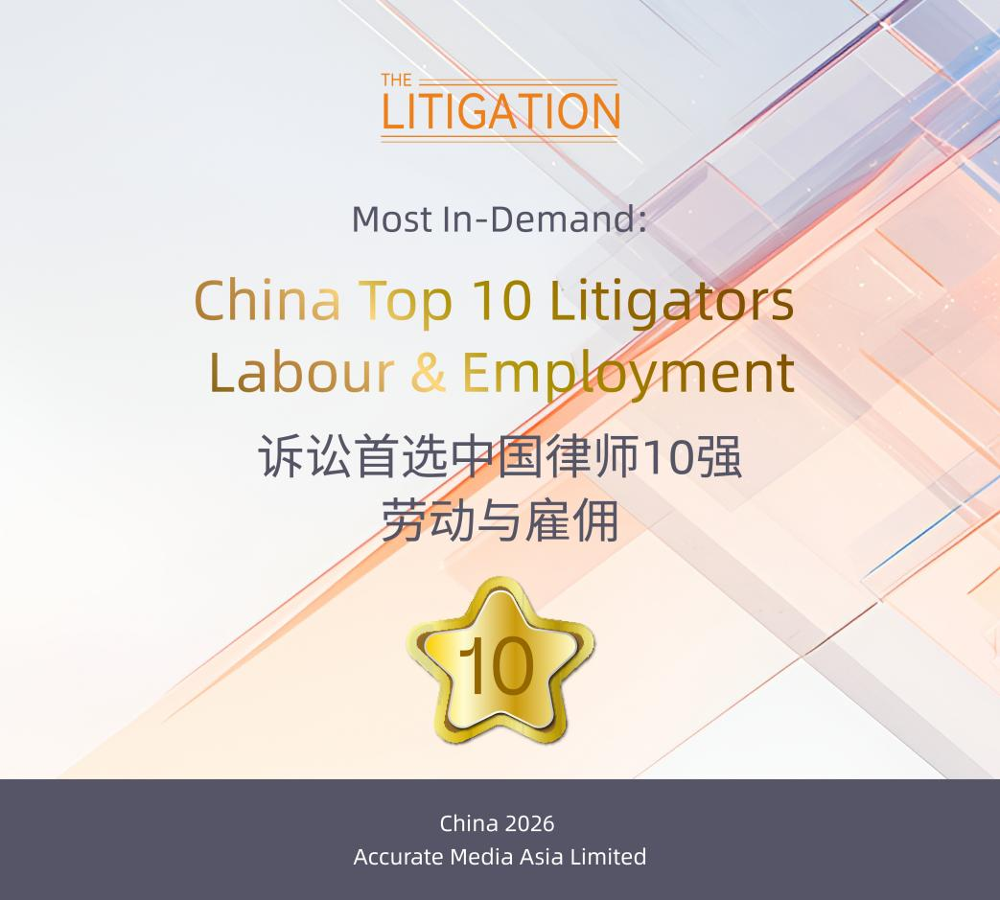 THE
LITIGATION
Most In-Demand:
China Top 10 Litigators
Labour & Employment
诉讼首选中国律师10强
劳动与雇佣
10
China 2026
Accurate Media Asia Limited